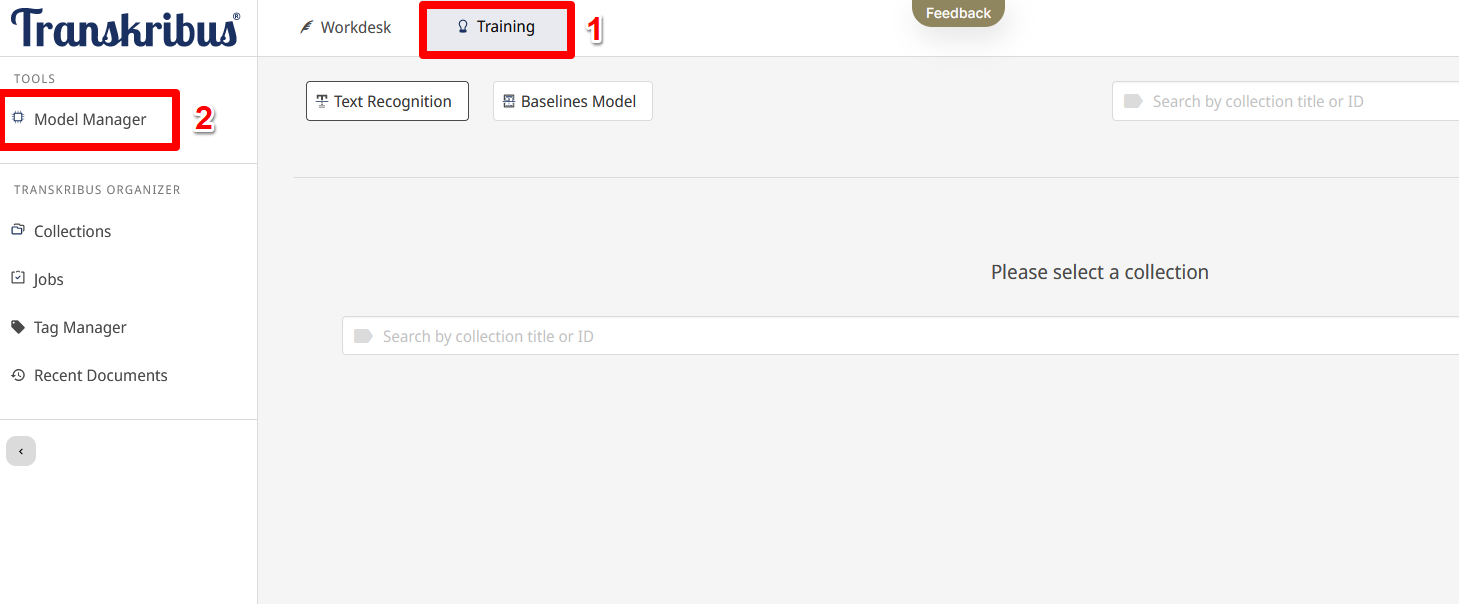 Transkribus®
Workdesk
Training
1
Feedback
TOOLS
Model Manager
2
Text Recognition
Baselines Model
Search by collection title or ID
TRANSKRIBUS ORGANIZER
Collections
Jobs
Tag Manager
Recent Documents
Please select a collection
Search by collection title or ID